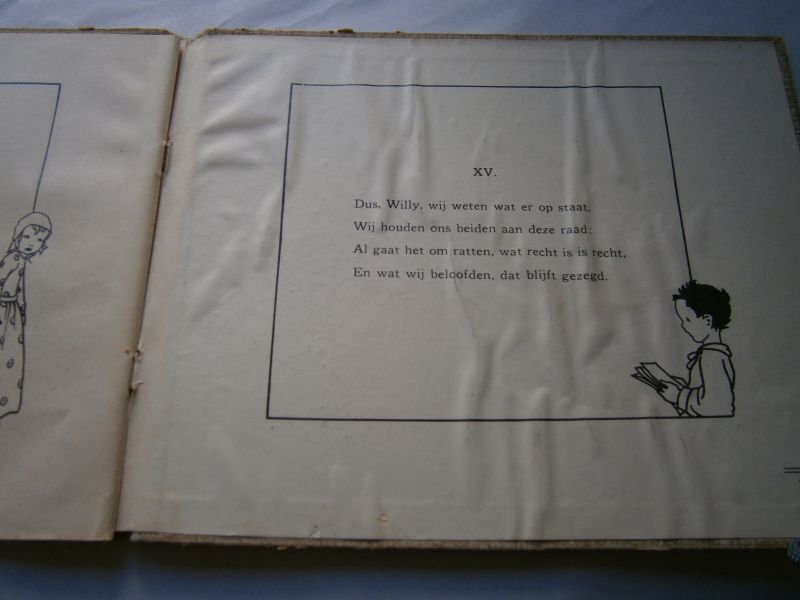 XV.
Dus, Willy, wij weten wat er op staat,
Wij houden ons beiden aan deze raad:
Al gaat het om ratten, wat recht is is recht,
En wat wij beloofden, dat blijft gezegd.